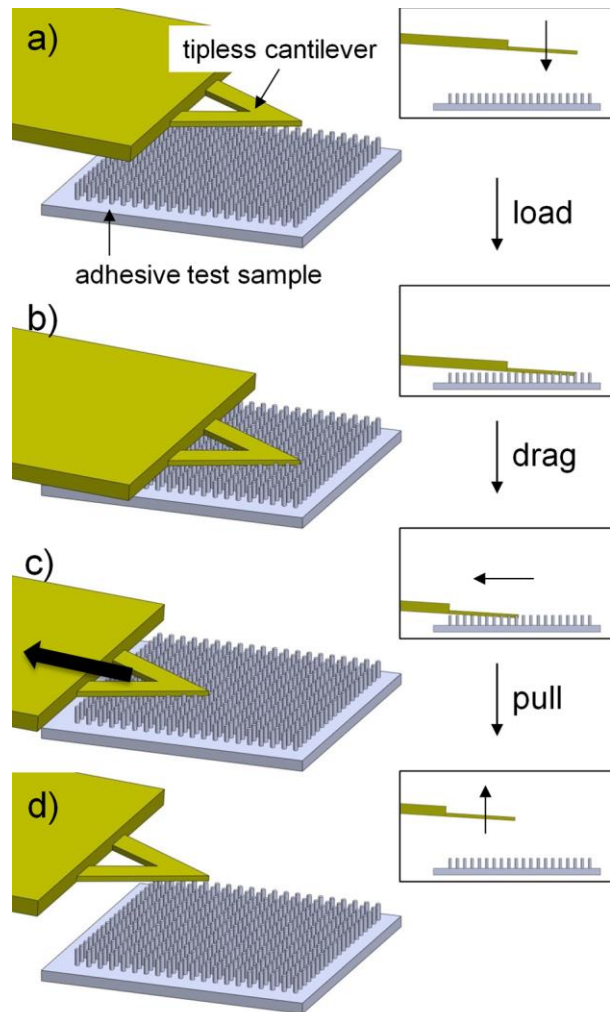 a)
tipless cantilever
load
adhesive test sample
b)
drag
c)
pull
d)